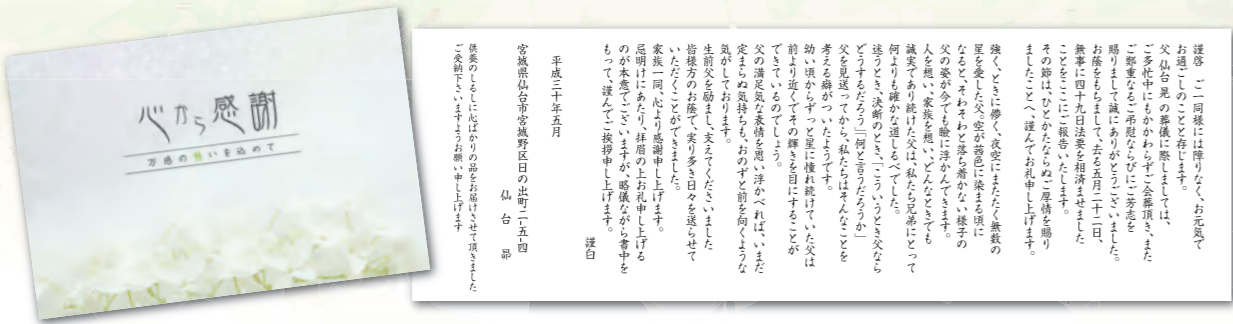 心から感謝
万感の想いを込めて
謹啓　ご一同様には障りなく、お元気で
お過ごしのことと存じます。
父 仙台 晃の葬儀に際しましては、
ご多忙中にもかかわらずご会葬頂き、また
ご鄭重なるご弔慰ならびにご芳志を
賜りまして誠にありがとうございました。
お蔭をもちまして、去る五月二十二日、
無事に四十九日法要を相済ませました
ことをここにご報告いたします。
その節は、ひとかたならぬご厚情を賜り
ましたことへ、謹んでお礼申し上げます。
強く、ときに儚く、夜空にまたたく無数の
星を愛した父。空が茜色に染まる頃に
なると、そわそわと落ち着かない様子の
父の姿が今でも瞼に浮かんできます。
人を想い、家族を想い、どんなときでも
誠実であり続けた父は、私たち兄弟にとって
何よりも確かな道しるべでした。
迷うとき、決断のとき、「こういうとき父なら
どうするだろう」「何と言うだろうか」
父を見送ってから、私たちはそんなことを
考える癖がついたようです。
幼い頃からずっと星に憧れ続けていた父は
前より近くでその輝きを目にすることが
できているのでしょう。
父の満足気な表情を思い浮かべれば、いまだ
定まらぬ気持ちも、おのずと前を向くような
気がしております。
生前父を励まし、支えてくださいました
皆様方のお蔭で、実り多き日々を送らせて
いただくことができました。
家族一同、心より感謝申し上げます。
忌明けにあたり、拝眉の上お礼申し上げる
のが本意でございますが、略儀ながら書中を
もって、謹んでご挨拶申し上げます。
謹白
平成三十年五月
宮城県仙台市宮城野区日の出町二-五-四
仙台 昴
供養のしるしに心ばかりの品をお届けさせて頂きました
ご受納下さいますようお願い申し上げます